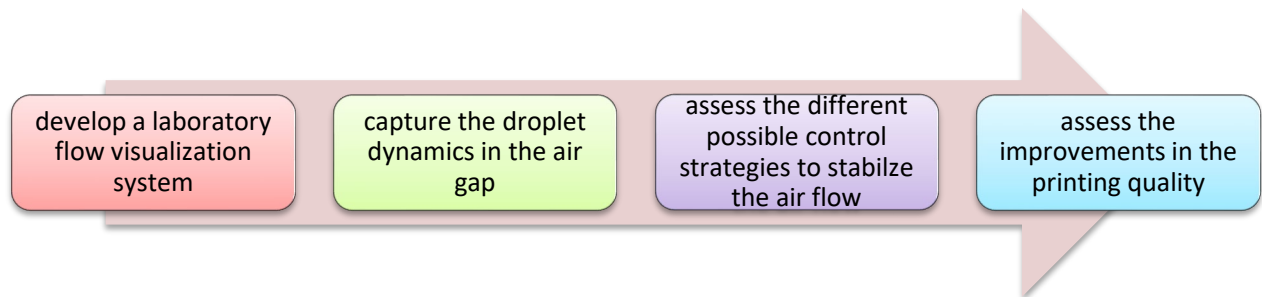 develop a laboratory
flow visualization
system
capture the droplet
dynamics in the air
gap
assess the different
possible control
strategies to stabilze
the air flow
assess the
improvements in the
printing quality